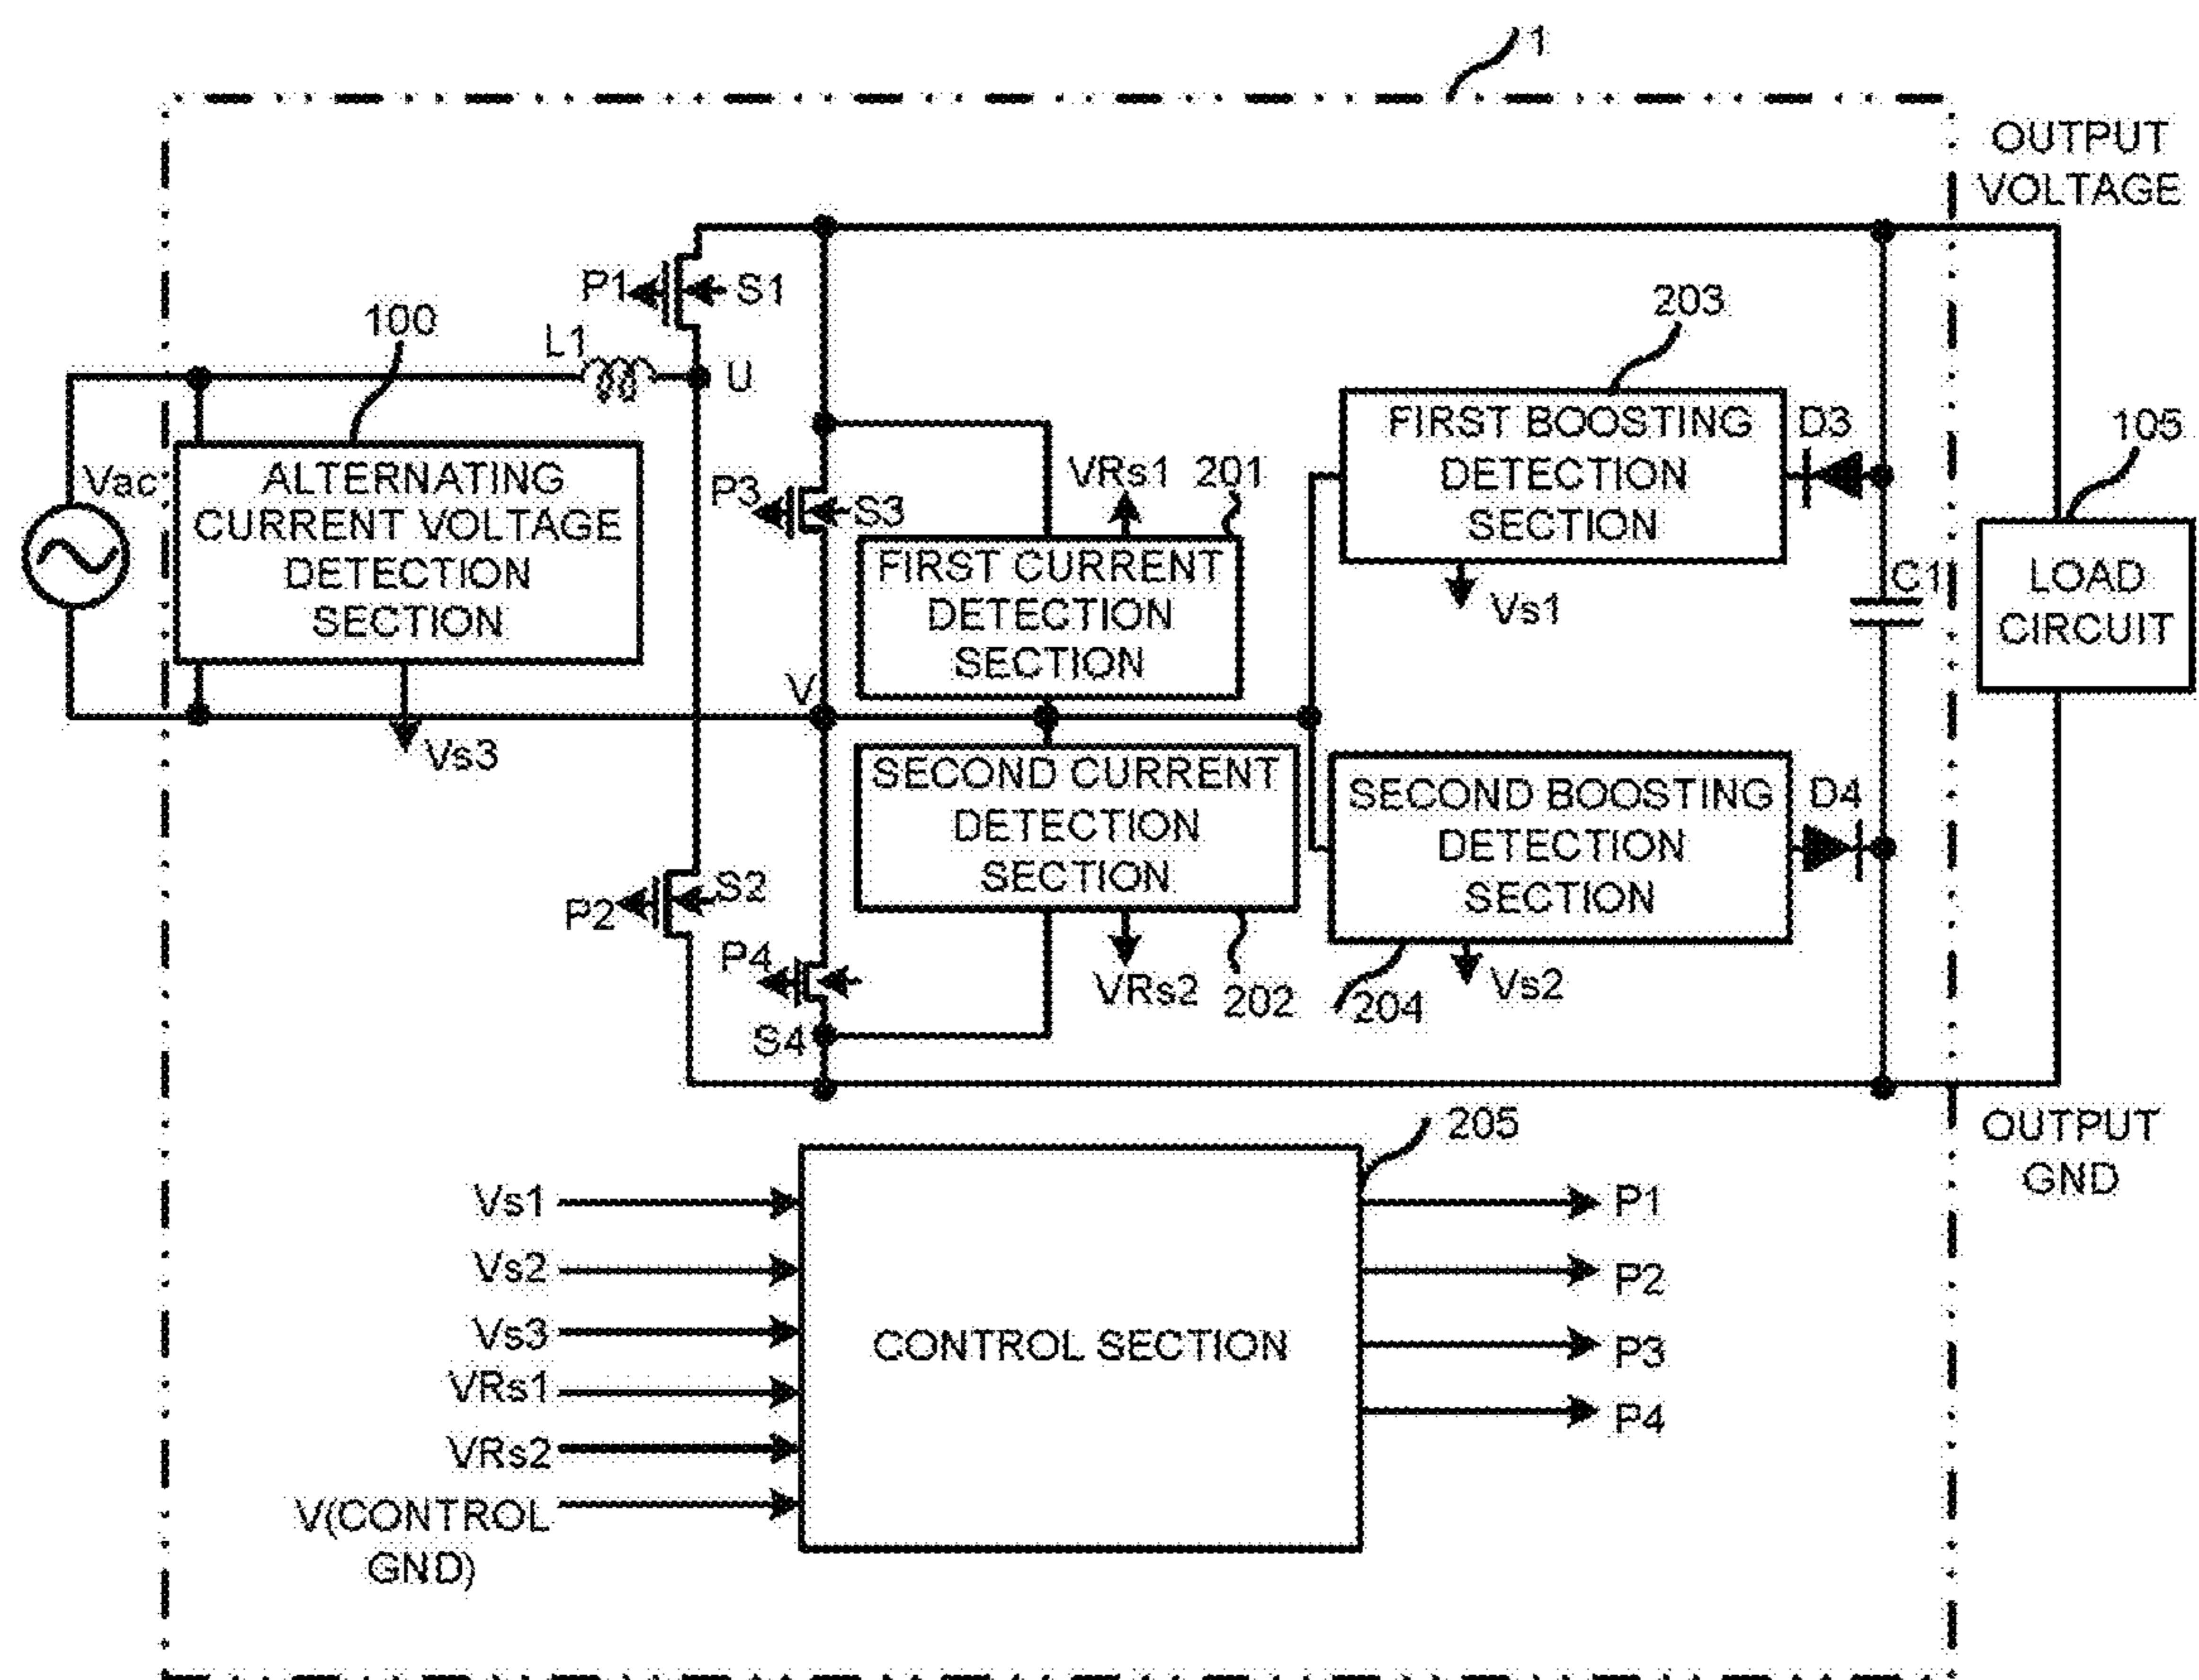 1
OUTPUT
VOLTAGE
P1
S1
203
100
L1
U
105
FIRST BOOSTING
DETECTION
SECTION
D3
Vac
ALTERNATING
CURRENT VOLTAGE
DETECTION
SECTION
P3
S3
VRs1
201
FIRST CURRENT
DETECTION
SECTION
Vs1
C1
LOAD
CIRCUIT
V
Vs3
SECOND CURRENT
DETECTION
SECTION
SECOND BOOSTING
DETECTION
SECTION
D4
P2
S2
P4
S4
VRs2
202
204
Vs2
OUTPUT
GND
205
Vs1
Vs2
Vs3
VRs1
VRs2
V(CONTROL
GND)
CONTROL SECTION
P1
P2
P3
P4